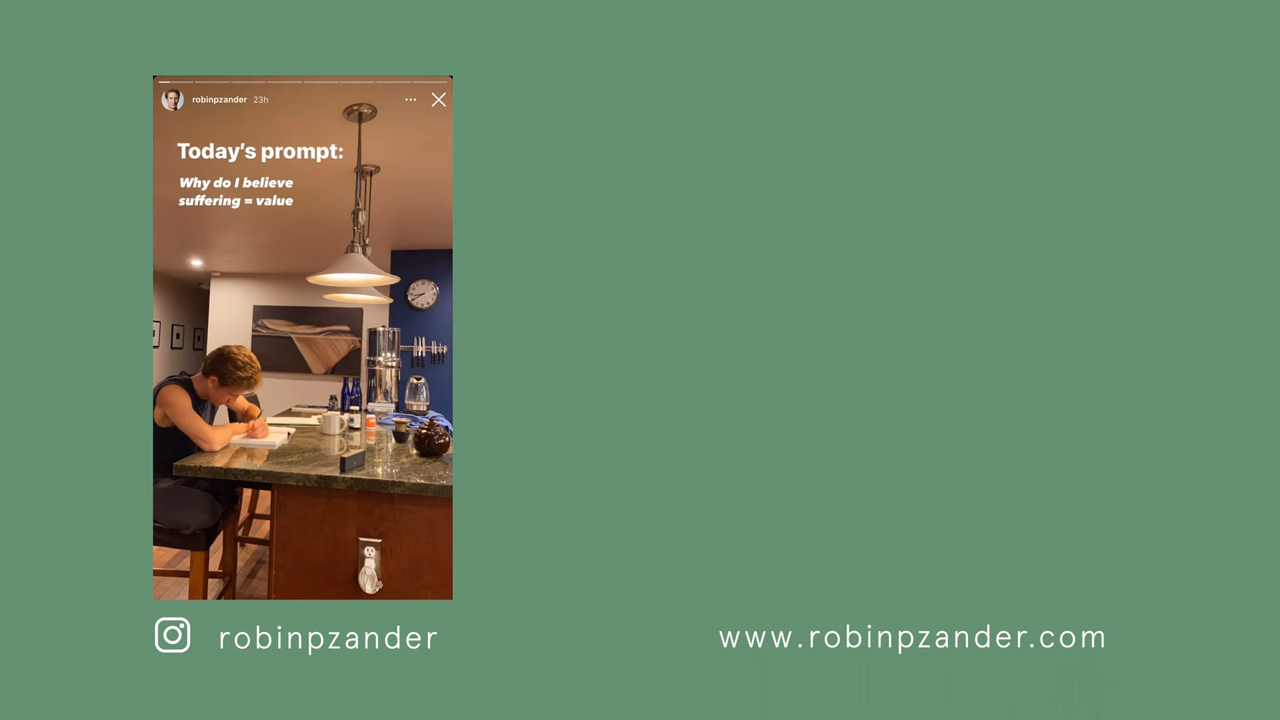 robinpzander 23h
Today's prompt:
Why do I believe
suffering = value
robinpzander
www.robinpzander.com